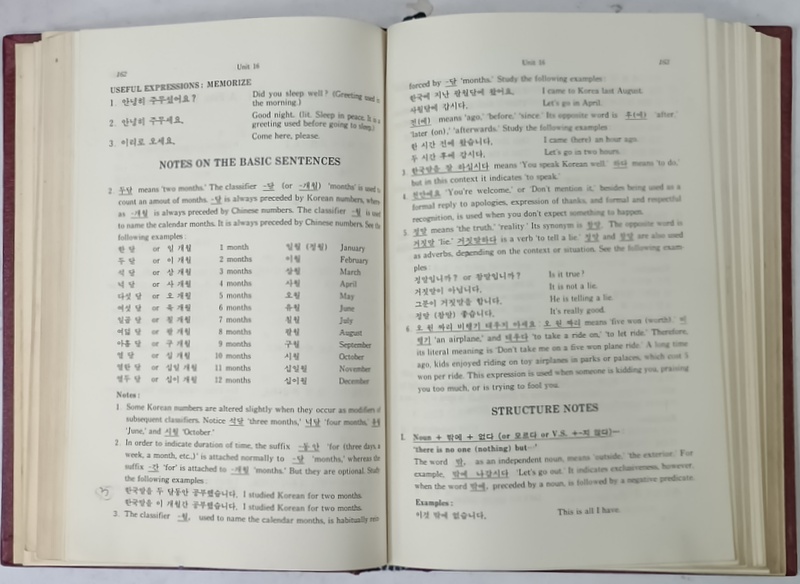 162
Unit 16
USEFUL EXPRESSIONS: MEMORIZE
1. 안녕히 주무셨어요?
Did you sleep well? (Greeting used in
the morning.)
2. 안녕히 주무세요.
Good night. (lit. Sleep in peace. It is a
greeting used before going to sleep.)
3. 이리로 오세요.
Come here, please.
NOTES ON THE BASIC SENTENCES
2. 두달 means 'two months.' The classifier -달 (or -개월) 'months' is used to
count an amout of months. -달 is always preceded by Korean numbers, where
as -개월 is always preceded by Chinese numbers. The classifier -월 is used
to name the calendar months. It is always preceded by Chinese numbers. See the
following examples:
한 달 or 일 개월 1 month 일월 (정월) January
두 달 or 이 개월 2 months 이월 February
석 달 or 삼 개월 3 months 삼월 March
넉 달 or 사 개월 4 months 사월 April
다섯 달 or 오 개월 5 months 오월 May
여섯 달 or 육 개월 6 months 유월 June
일곱 달 or 칠 개월 7 months 칠월 July
여덟 달 or 팔 개월 8 months 팔월 August
아홉 달 or 구 개월 9 months 구월 September
열 달 or 십 개월 10 months 시월 October
열한 달 or 십일 개월 11 months 십일월 November
열두 달 or 십이 개월 12 months 십이월 December
Notes:
1. Some Korean numbers are altered slightly when they occur as modifiers of
subsequent classifiers. Notice 석달 'three months,' 넉달 'four months,' 유월
'June,' and 시월 'October.'
2. In order to indicate duration of time, the suffix -동안 'for (three days, a
week, a month, etc.)' is attached normally to -달 'months,' whereas the
suffix -간 'for' is attached to -개월 'months.' But they are optional. Study
the following examples:
한국말을 두 달동안 공부했습니다. I studied Korean for two months.
한국말을 이 개월간 공부했습니다. I studied Korean for two months.
3. The classifier -월, used to name the calendar months, is habitually rein-
Unit 16
163
forced by -달 'months.' Study the following examples:
한국에 지난 팔월달에 왔어요. I came to Korea last August.
사월달에 갑시다. Let's go in April.
전(에) means 'ago,' 'before,' 'since.' Its opposite word is 후(에) 'after.'
'later (on),' 'afterwards.' Study the following examples
한 시간 전에 왔습니다. I came (here) an hour ago.
두 시간 후에 갑시다. Let's go in two hours.
3. 한국말을 잘 하십니다 means 'You speak Korean well.' 하다 means 'to do,'
but in this context it indicates 'to speak.'
4. 천만에요 'You're welcome,' or 'Don't mention it,' besides being used as a
formal reply to apologies, expression of thanks, and formal and respectful
recognition, is used when you don't expect something to happen.
5. 정말 means 'the truth,' 'reality.' Its synonym is 참말. The opposite word is
거짓말 'lie.' 거짓말하다 is a verb 'to tell a lie.' 정말 and 참말 are also used
as adverbs, depending on the context or situation. See the following exam-
ples
정말입니까? or 참말입니까? Is it true?
거짓말이 아닙니다. It is not a lie.
그분이 거짓말을 합니다. He is telling a lie.
정말 (참말) 좋습니다. It's really good.
6. 오 원 짜리 비행기 태우지 마세요 오 원 짜리 means 'five won (worth). 비
행기 'an airplane,' and 태우다 'to take a ride on,' 'to let ride.' Therefore,
its literal meaning is 'Don't take me on a five won plane ride.' A long time
ago, kids enjoyed riding on toy airplanes is parks or palaces, which cost 5
won per ride. This expression is used when someone is kidding you, praising
you too much, or is trying to fool you.
STRUCTURE NOTES
1. Noun + 밖에 + 없다 (or 모르다 or V.S. +-지 않다)—
'there is no one (nothing) but—'
The word 밖, as an independent noun, means 'outside.' 'the exterior.' For
example, 밖에 나갑시다 'Let's go out.' It indicates exclusiveness, however,
when the word 밖에, preceded by a noun, is followed by a negative predicate.
Examples:
이것 밖에 없습니다. This is all I have.